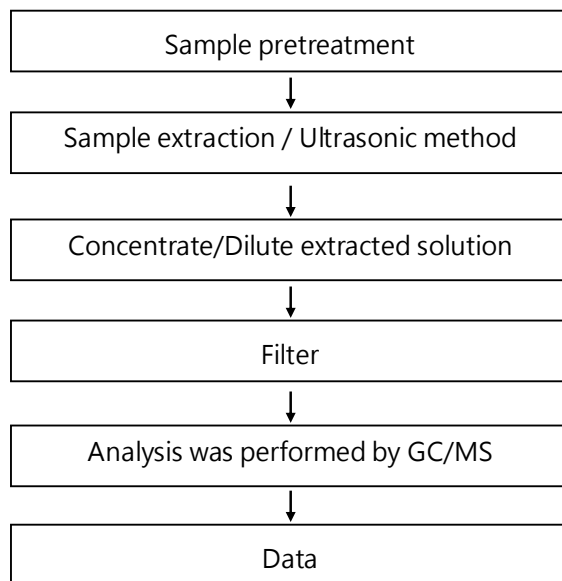 Sample pretreatment
Sample extraction / Ultrasonic method
Concentrate/Dilute extracted solution
Filter
Analysis was performed by GC/MS
Data